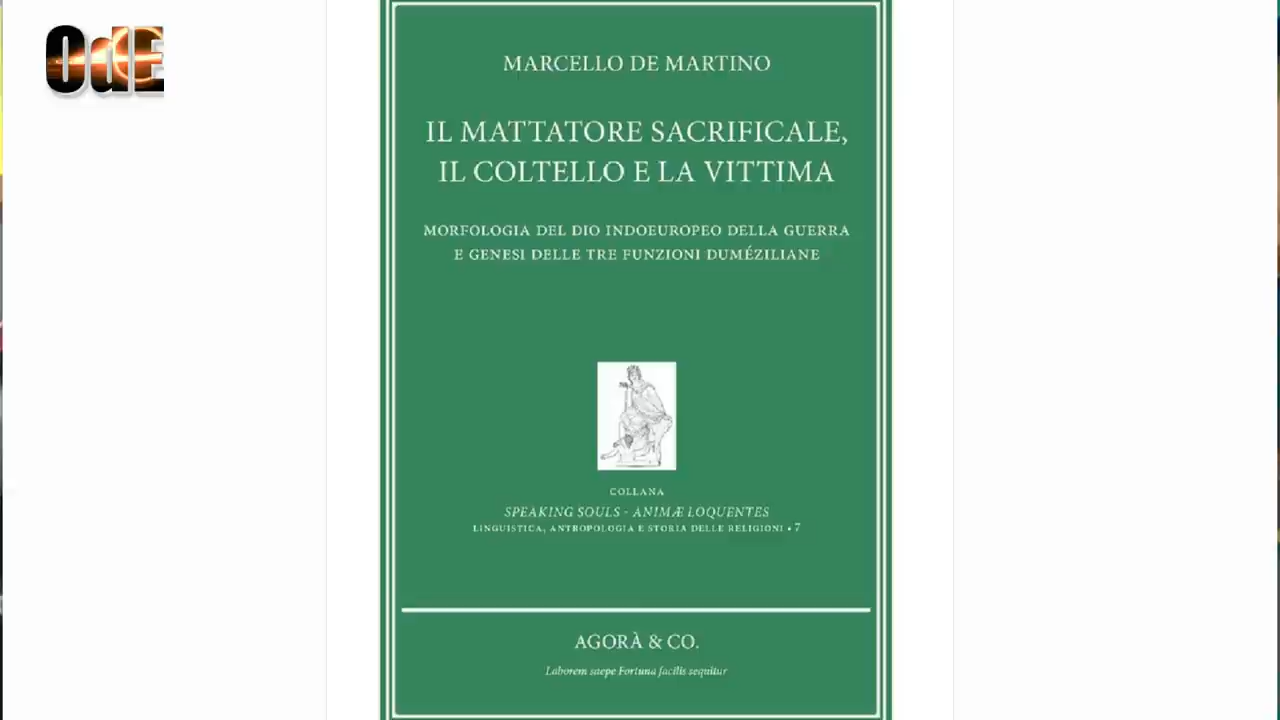 OdE
MARCELLO DE MARTINO
IL MATTATORE SACRIFICALE,
IL COLTELLO E LA VITTIMA
MORFOLOGIA DEL DIO INDOEUROPEO DELLA GUERRA
E GENESI DELLE TRE FUNZIONI DUMÉZILIANE
COLLANA
SPEAKING SOULS - ANIMÆ LOQUENTES
LINGUISTICA, ANTROPOLOGIA E STORIA DELLE RELIGIONI • 7
AGORÀ & CO.
Laborem saepe Fortuna facilis sequitur